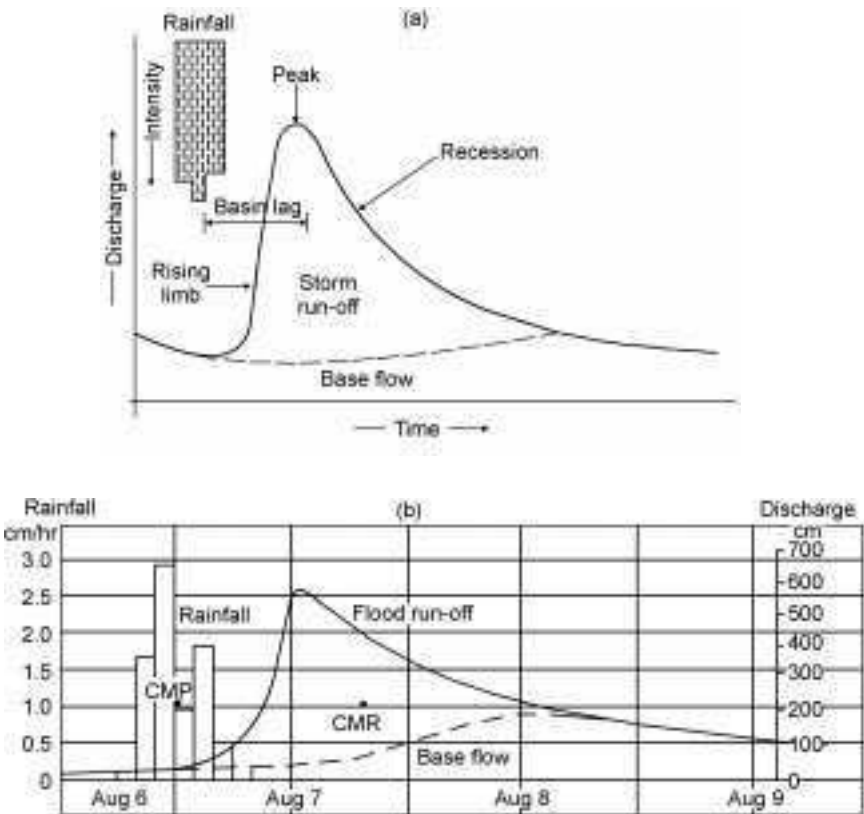 Rainfall
(a)
Peak
Intensity
Recession
Discharge
Basin lag
Rising
limb
Storm
run-off
Base flow
Time
Rainfall
(b)
Discharge
cm/hr
cm
700
3.0
600
2.5
Rainfall
Flood run-off
500
2.0
400
1.5
300
CMP
1.0
200
CMR
0.5
Base flow
100
0
0
Aug 6
Aug 7
Aug 8
Aug 9